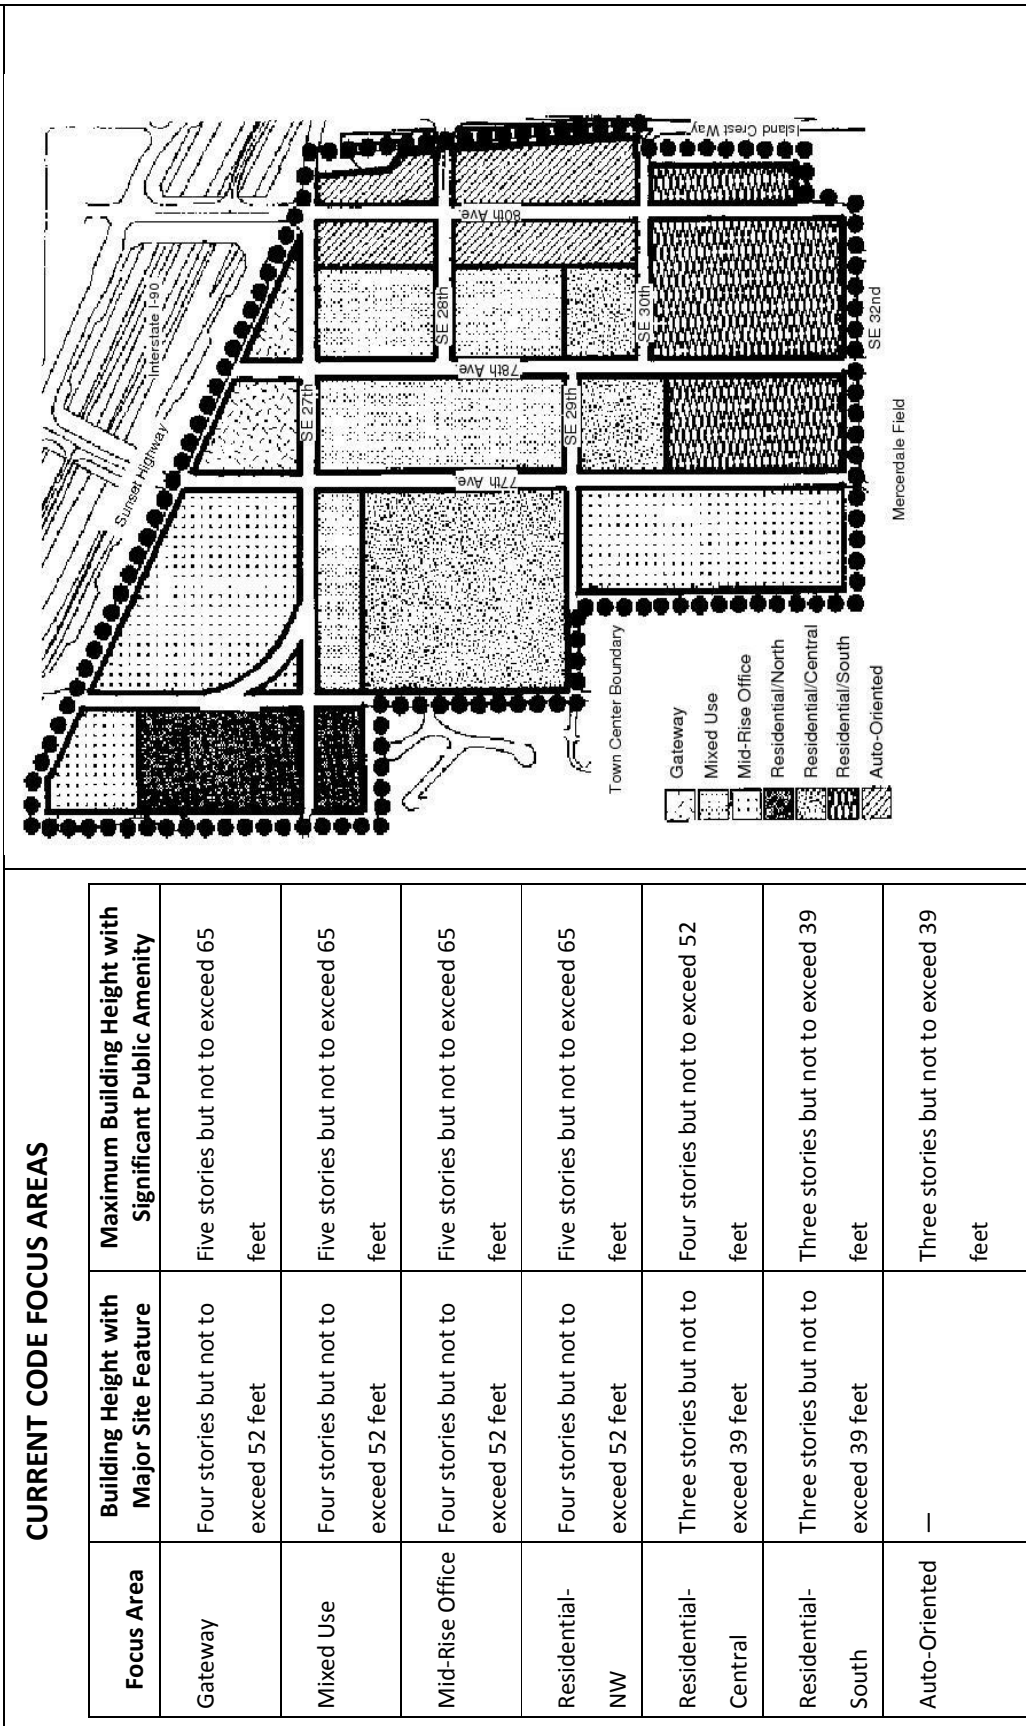 CURRENT CODE FOCUS AREAS
Focus Area
Building Height with
Major Site Feature
Maximum Building Height with
Significant Public Amenity
Gateway
Four stories but not to
exceed 52 feet
Five stories but not to exceed 65
feet
Mixed Use
Four stories but not to
exceed 52 feet
Five stories but not to exceed 65
feet
Mid-Rise Office
Four stories but not to
exceed 52 feet
Five stories but not to exceed 65
feet
Residential-
NW
Four stories but not to
exceed 52 feet
Five stories but not to exceed 65
feet
Residential-
Central
Three stories but not to
exceed 39 feet
Four stories but not to exceed 52
feet
Residential-
South
Three stories but not to
exceed 39 feet
Three stories but not to exceed 39
feet
Auto-Oriented
—
Three stories but not to exceed 39
feet
Interstate I-90
Sunset Highway
SE 27th
SE 28th
SE 29th
SE 30th
SE 32nd
77th Ave.
78th Ave.
80th Ave.
Island Crest Way
Mercerdale Field
Town Center Boundary
Gateway
Mixed Use
Mid-Rise Office
Residential/North
Residential/Central
Residential/South
Auto-Oriented